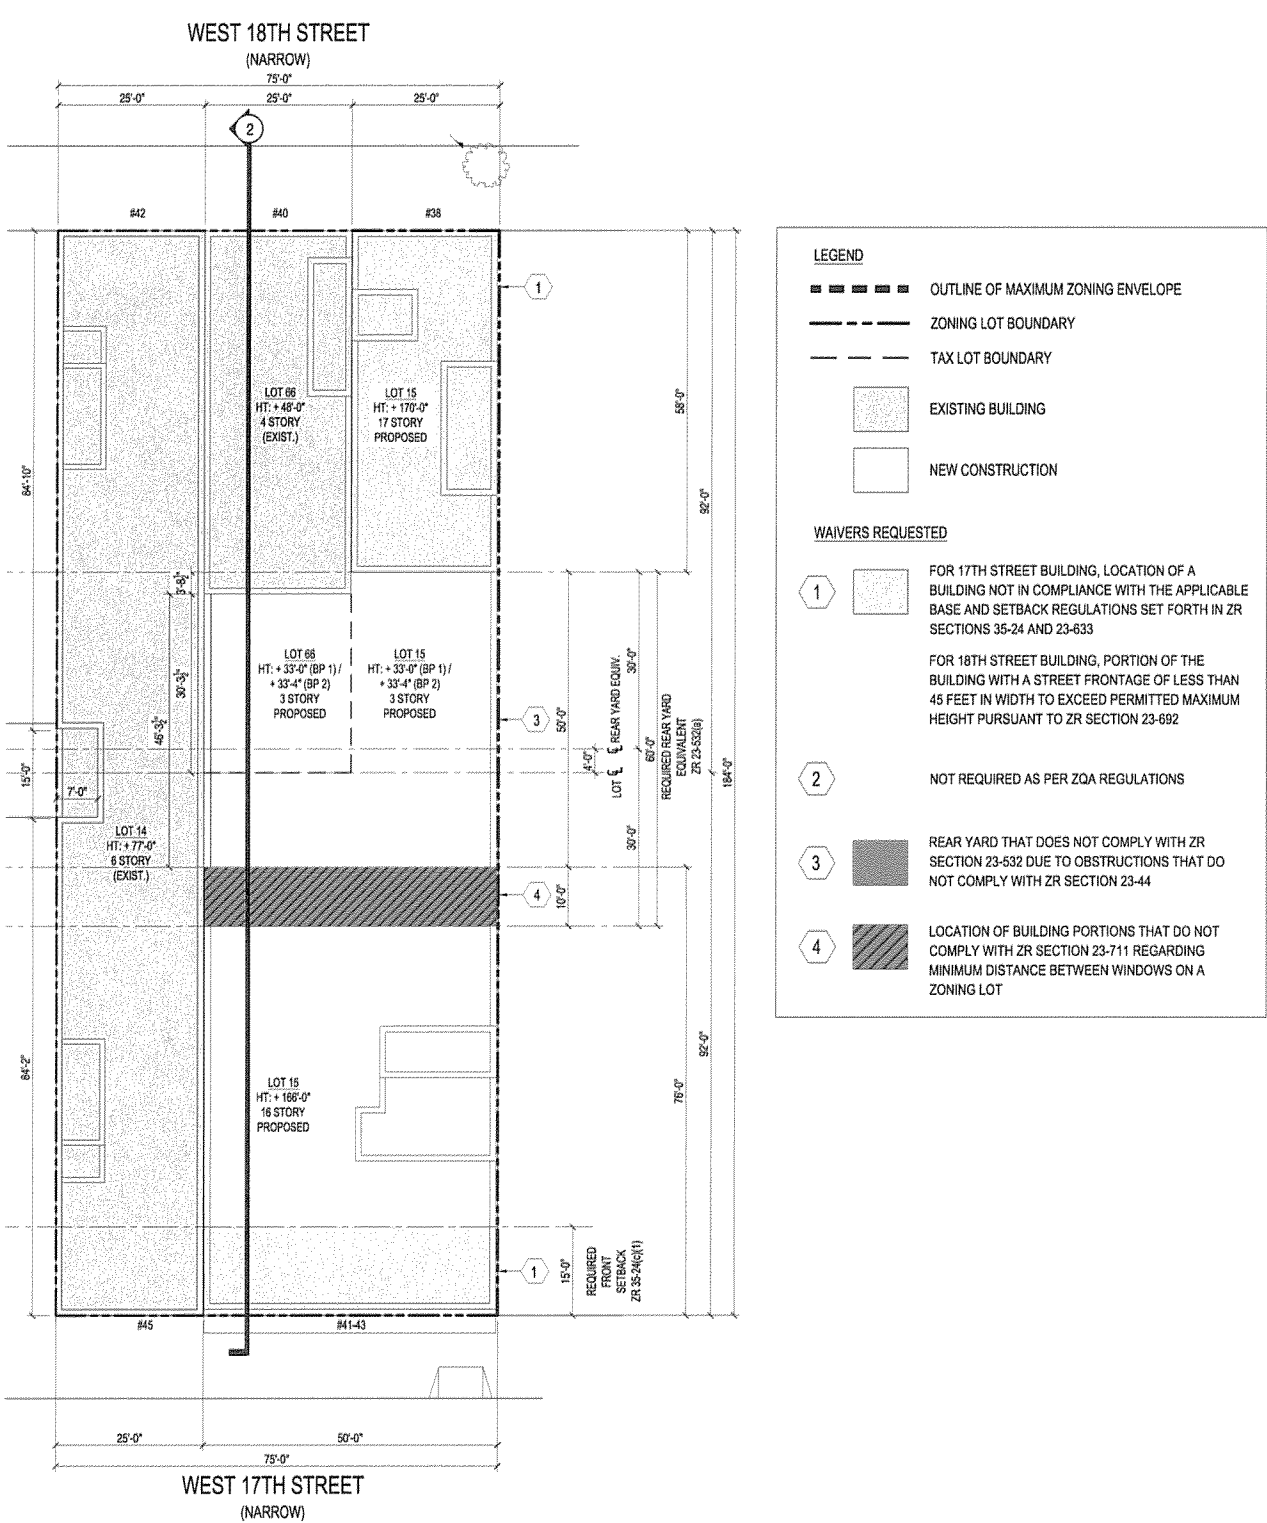 WEST 18TH STREET
(NARROW)
75'-0"
25'-0"
25'-0"
25'-0"
2
#42
#40
#38
1
LOT 66
HT: + 48'-0"
4 STORY
(EXIST.)
LOT 15
HT: + 170'-0"
17 STORY
PROPOSED
58'-0"
84'-10"
92'-0"
3'-8½"
30'-3½"
46'-3½"
LOT 66
HT: + 33'-0" (BP 1) /
+ 33'-4" (BP 2)
3 STORY
PROPOSED
LOT 15
HT: + 33'-0" (BP 1) /
+ 33'-4" (BP 2)
3 STORY
PROPOSED
3
50'-0"
4'-0"
LOT ℄
℄ REAR YARD EQUIV.
30'-0"
30'-0"
60'-0"
REQUIRED REAR YARD
EQUIVALENT
ZR 23-532(a)
184'-0"
15'-0"
7'-0"
LOT 14
HT: + 77'-0"
6 STORY
(EXIST.)
4
10'-0"
84'-2"
92'-0"
76'-0"
LOT 15
HT: + 166'-0"
16 STORY
PROPOSED
1
15'-0"
REQUIRED
FRONT
SETBACK
ZR 35-24(c)(1)
#45
#41-43
25'-0"
50'-0"
75'-0"
WEST 17TH STREET
(NARROW)
LEGEND
OUTLINE OF MAXIMUM ZONING ENVELOPE
ZONING LOT BOUNDARY
TAX LOT BOUNDARY
EXISTING BUILDING
NEW CONSTRUCTION
WAIVERS REQUESTED
1
FOR 17TH STREET BUILDING, LOCATION OF A
BUILDING NOT IN COMPLIANCE WITH THE APPLICABLE
BASE AND SETBACK REGULATIONS SET FORTH IN ZR
SECTIONS 35-24 AND 23-633
FOR 18TH STREET BUILDING, PORTION OF THE
BUILDING WITH A STREET FRONTAGE OF LESS THAN
45 FEET IN WIDTH TO EXCEED PERMITTED MAXIMUM
HEIGHT PURSUANT TO ZR SECTION 23-692
2
NOT REQUIRED AS PER ZQA REGULATIONS
3
REAR YARD THAT DOES NOT COMPLY WITH ZR
SECTION 23-532 DUE TO OBSTRUCTIONS THAT DO
NOT COMPLY WITH ZR SECTION 23-44
4
LOCATION OF BUILDING PORTIONS THAT DO NOT
COMPLY WITH ZR SECTION 23-711 REGARDING
MINIMUM DISTANCE BETWEEN WINDOWS ON A
ZONING LOT